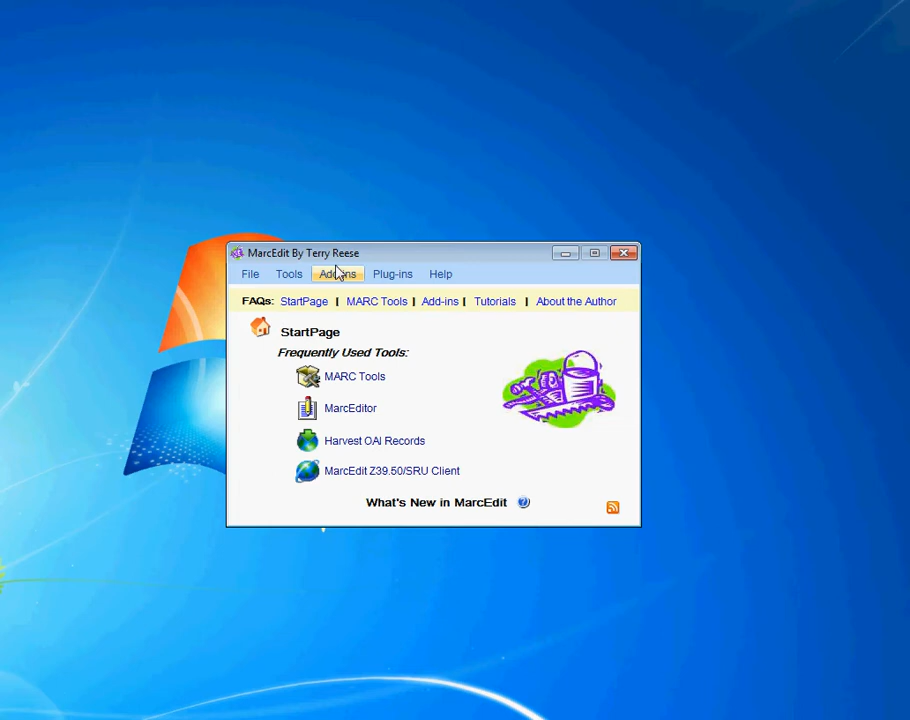 MarcEdit By Terry Reese
File Tools Add-ins Plug-ins Help
FAQs: StartPage | MARC Tools | Add-ins | Tutorials | About the Author
StartPage
Frequently Used Tools:
MARC Tools
MarcEditor
Harvest OAI Records
MarcEdit Z39.50/SRU Client
What's New in MarcEdit